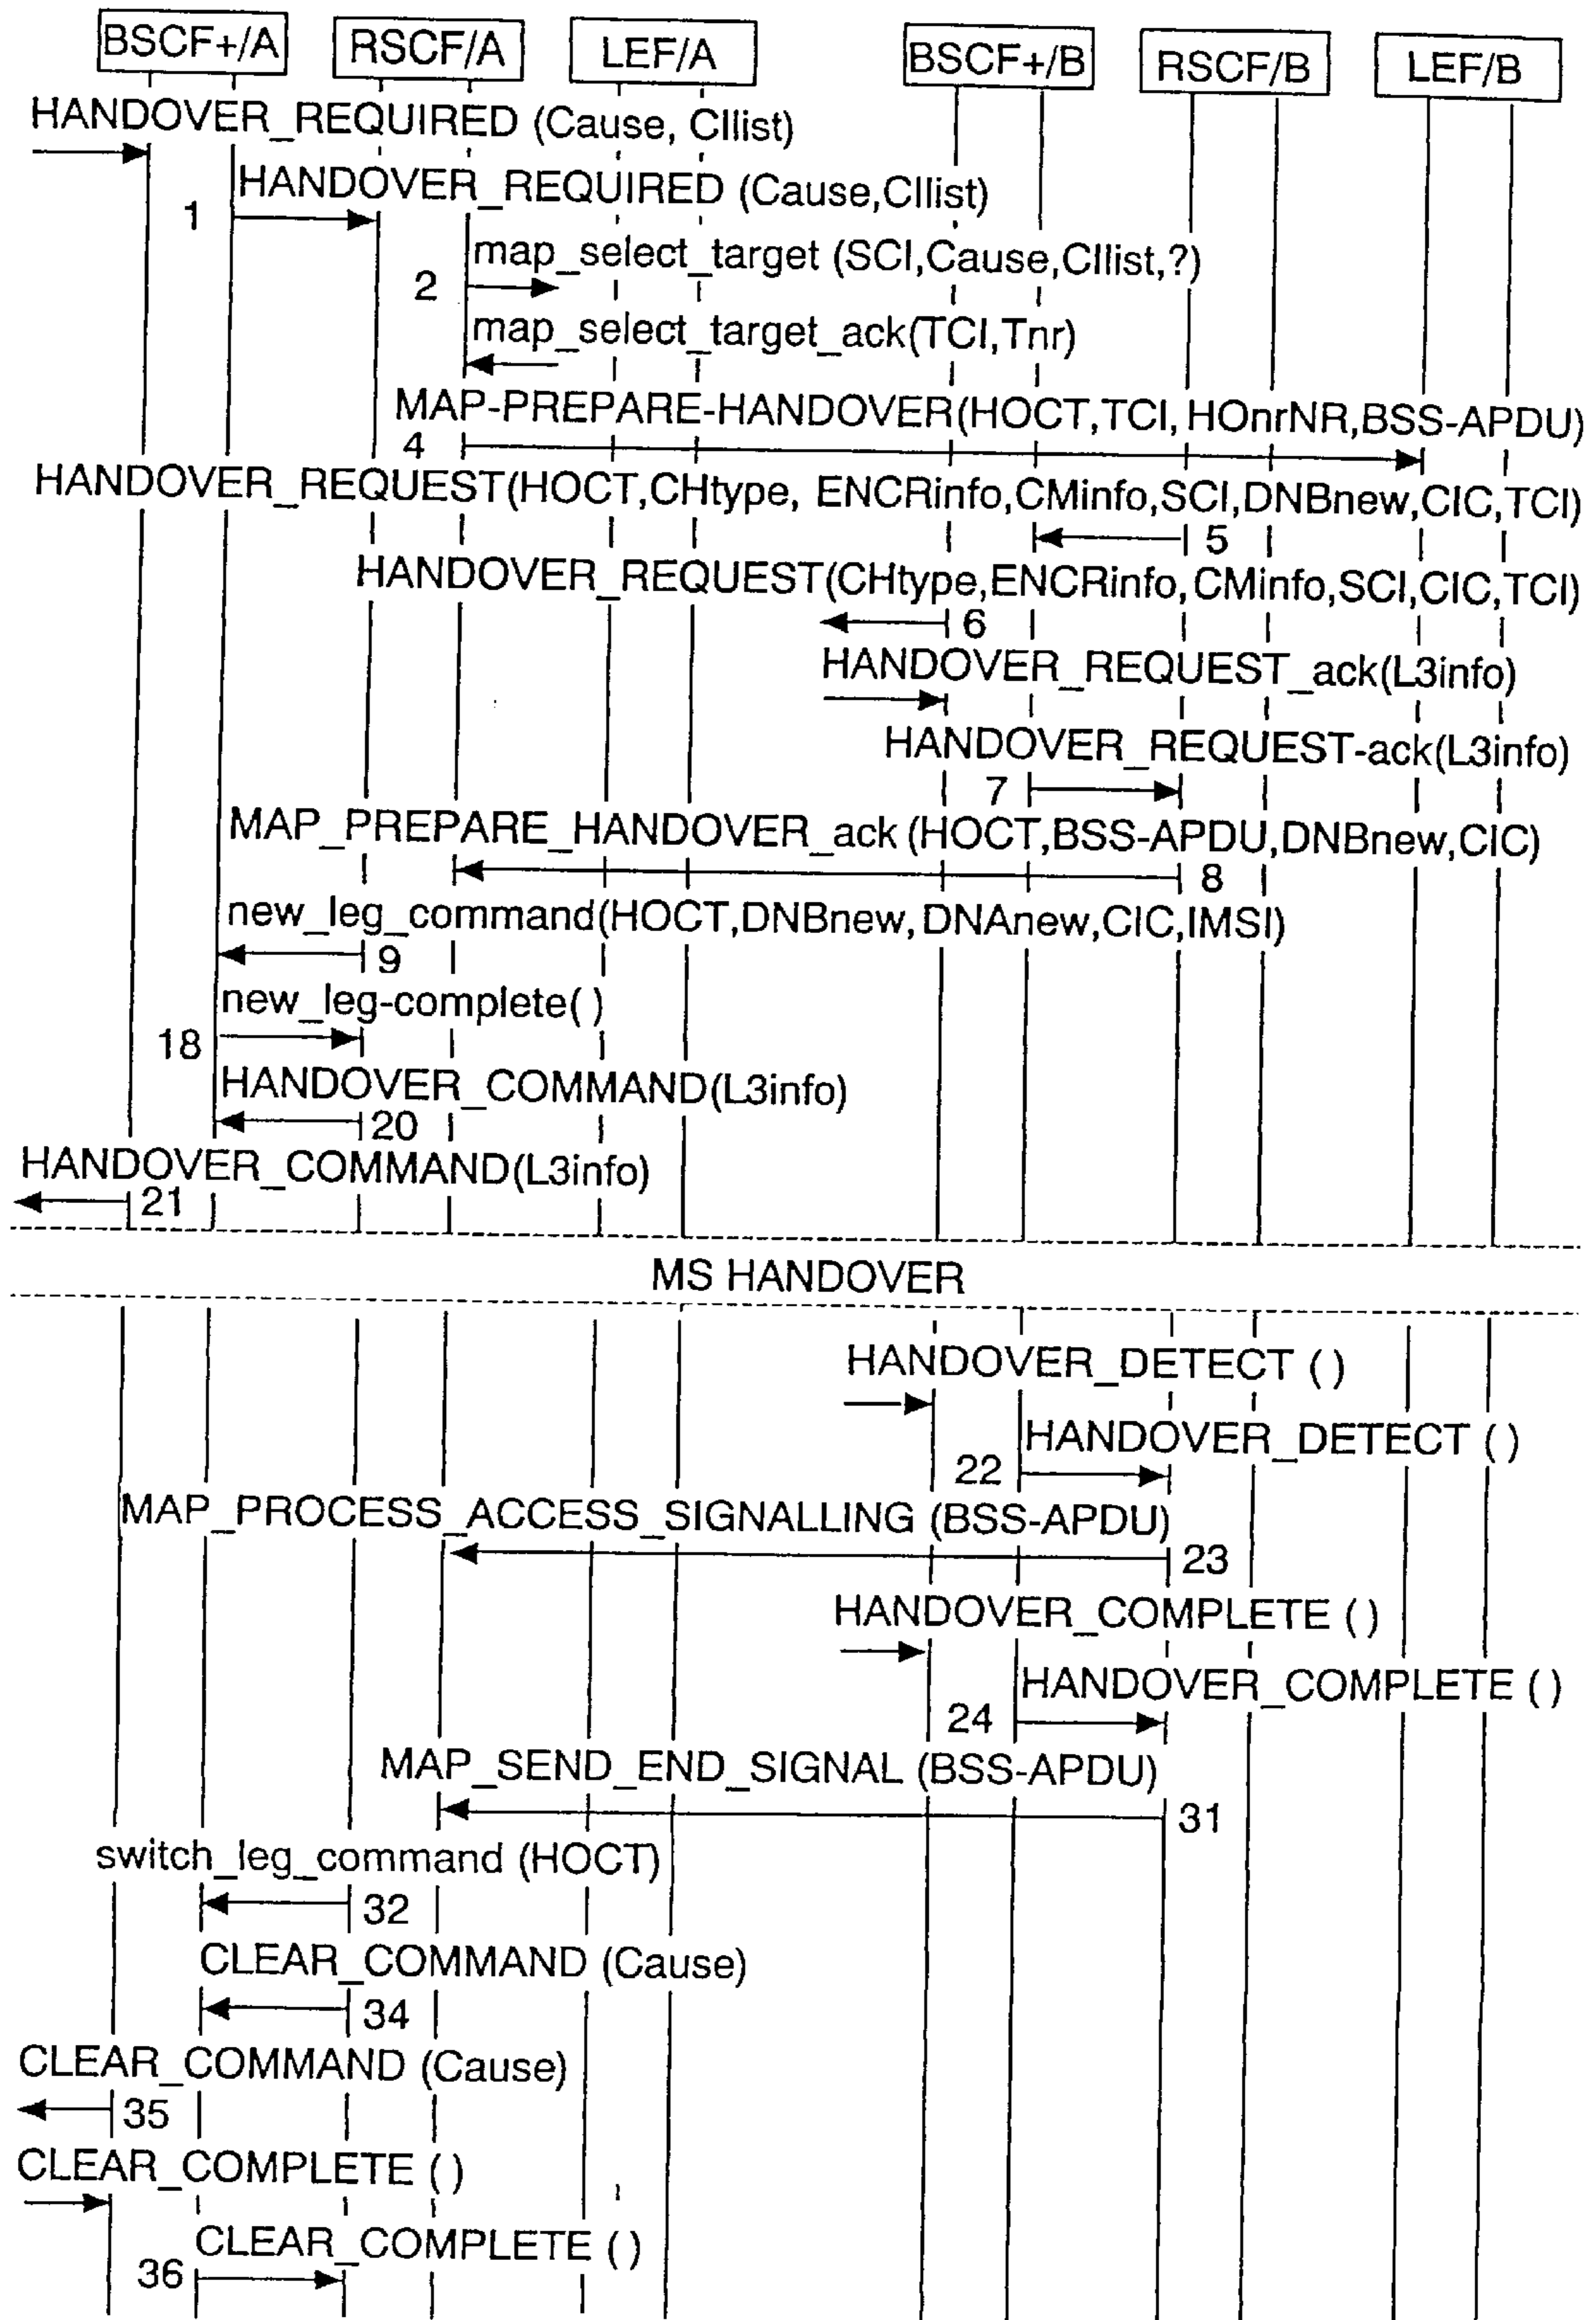 BSCF+/A RSCF/A LEF/A BSCF+/B RSCF/B LEF/B
HANDOVER_REQUIRED (Cause, CIlist)
HANDOVER_REQUIRED (Cause,CIlist)
1
map_select_target (SCI,Cause,CIlist,?)
2
map_select_target_ack(TCI,Tnr)
MAP-PREPARE-HANDOVER(HOCT,TCI, HOnrNR,BSS-APDU)
4
HANDOVER_REQUEST(HOCT,CHtype, ENCRinfo,CMinfo,SCI,DNBnew,CIC,TCI)
5
HANDOVER_REQUEST(CHtype,ENCRinfo,CMinfo,SCI,CIC,TCI)
6
HANDOVER_REQUEST_ack(L3info)
HANDOVER_REQUEST-ack(L3info)
7
MAP_PREPARE_HANDOVER_ack (HOCT,BSS-APDU,DNBnew,CIC)
8
new_leg_command(HOCT,DNBnew, DNAnew,CIC,IMSI)
9
new_leg-complete( )
18
HANDOVER_COMMAND(L3info)
20
HANDOVER_COMMAND(L3info)
21
MS HANDOVER
HANDOVER_DETECT ( )
HANDOVER_DETECT ( )
22
MAP_PROCESS_ACCESS_SIGNALLING (BSS-APDU)
23
HANDOVER_COMPLETE ( )
HANDOVER_COMPLETE ( )
24
MAP_SEND_END_SIGNAL (BSS-APDU)
31
switch_leg_command (HOCT)
32
CLEAR_COMMAND (Cause)
34
CLEAR_COMMAND (Cause)
35
CLEAR_COMPLETE ( )
CLEAR_COMPLETE ( )
36